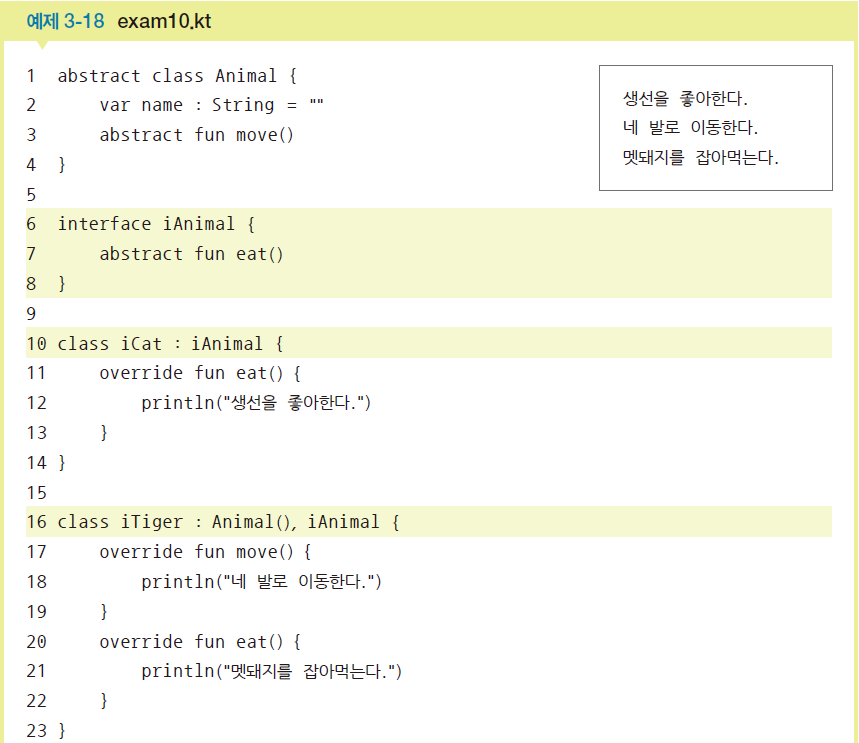 예제 3-18 exam10.kt
1 abstract class Animal {
2 var name : String = ""
3 abstract fun move()
4 }
5
6 interface iAnimal {
7 abstract fun eat()
8 }
9
10 class iCat : iAnimal {
11 override fun eat() {
12 println("생선을 좋아한다.")
13 }
14 }
15
16 class iTiger : Animal(), iAnimal {
17 override fun move() {
18 println("네 발로 이동한다.")
19 }
20 override fun eat() {
21 println("멧돼지를 잡아먹는다.")
22 }
23 }
생선을 좋아한다.
네 발로 이동한다.
멧돼지를 잡아먹는다.